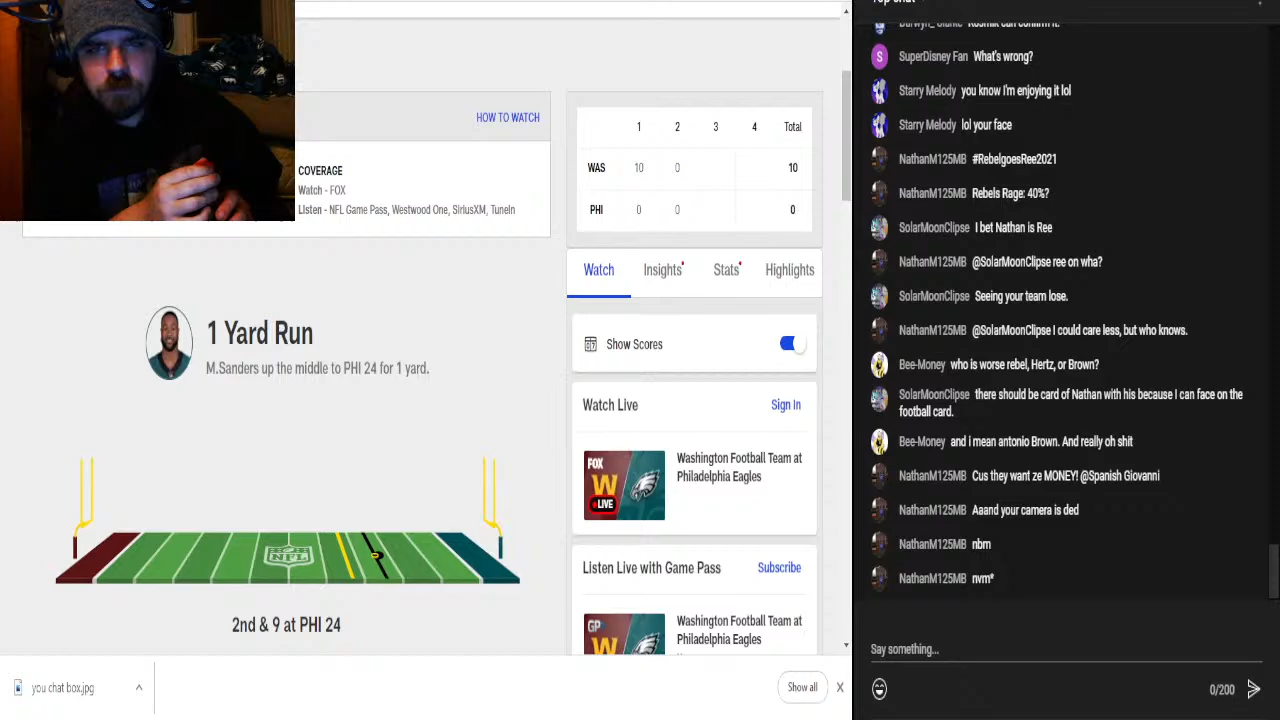 HOW TO WATCH
COVERAGE
Watch - FOX
Listen - NFL Game Pass, Westwood One, SiriusXM, TuneIn
1 2 3 4 Total
WAS 10 0 10
PHI 0 0 0
Watch Insights Stats Highlights
1 Yard Run
M.Sanders up the middle to PHI 24 for 1 yard.
Show Scores
Watch Live Sign In
FOX
W
LIVE
Washington Football Team at
Philadelphia Eagles
NFL
2nd & 9 at PHI 24
Listen Live with Game Pass Subscribe
GP
W
Washington Football Team at
Philadelphia Eagles
you chat box.jpg
Show all X
SuperDisney Fan What's wrong?
Starry Melody you know I'm enjoying it lol
Starry Melody lol your face
NathanM125MB #RebelgoesRee2021
NathanM125MB Rebels Rage: 40%?
SolarMoonClipse I bet Nathan is Ree
NathanM125MB @SolarMoonClipse ree on wha?
SolarMoonClipse Seeing your team lose.
NathanM125MB @SolarMoonClipse I could care less, but who knows.
Bee-Money who is worse rebel, Hertz, or Brown?
SolarMoonClipse there should be card of Nathan with his because I can face on the
football card.
Bee-Money and i mean antonio Brown. And really oh shit
NathanM125MB Cus they want ze MONEY! @Spanish Giovanni
NathanM125MB Aaand your camera is ded
NathanM125MB nbm
NathanM125MB nvm*
Say something...
0/200